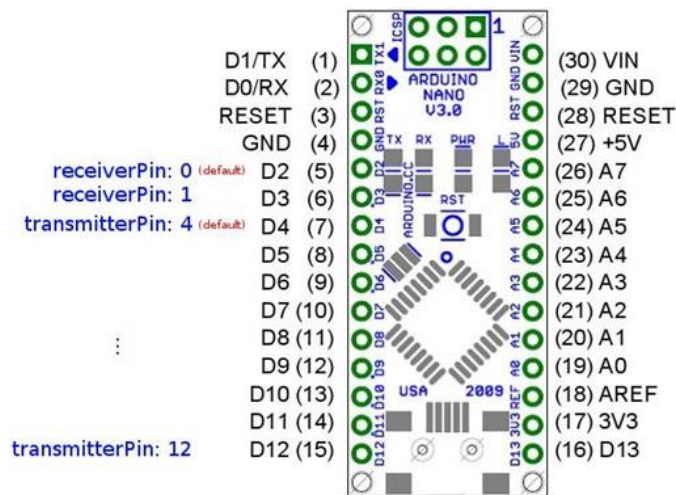 ICSP
1
D1/TX (1)
D0/RX (2)
RESET (3)
GND (4)
receiverPin: 0 (default) D2 (5)
receiverPin: 1 D3 (6)
transmitterPin: 4 (default) D4 (7)
D5 (8)
D6 (9)
D7 (10)
⋮
D8 (11)
D9 (12)
D10 (13)
D11 (14)
transmitterPin: 12 D12 (15)
TX1
RX0
RST
GND
D2
D3
D4
D5
D6
D7
D8
D9
D10
D11
D12
ARDUINO
NANO
V3.0
TX RX PWR L
RST
ARDUINO.CC
USA 2009
VIN
GND
RST
5V
A7
A6
A5
A4
A3
A2
A1
A0
REF
3V3
D13
(30) VIN
(29) GND
(28) RESET
(27) +5V
(26) A7
(25) A6
(24) A5
(23) A4
(22) A3
(21) A2
(20) A1
(19) A0
(18) AREF
(17) 3V3
(16) D13